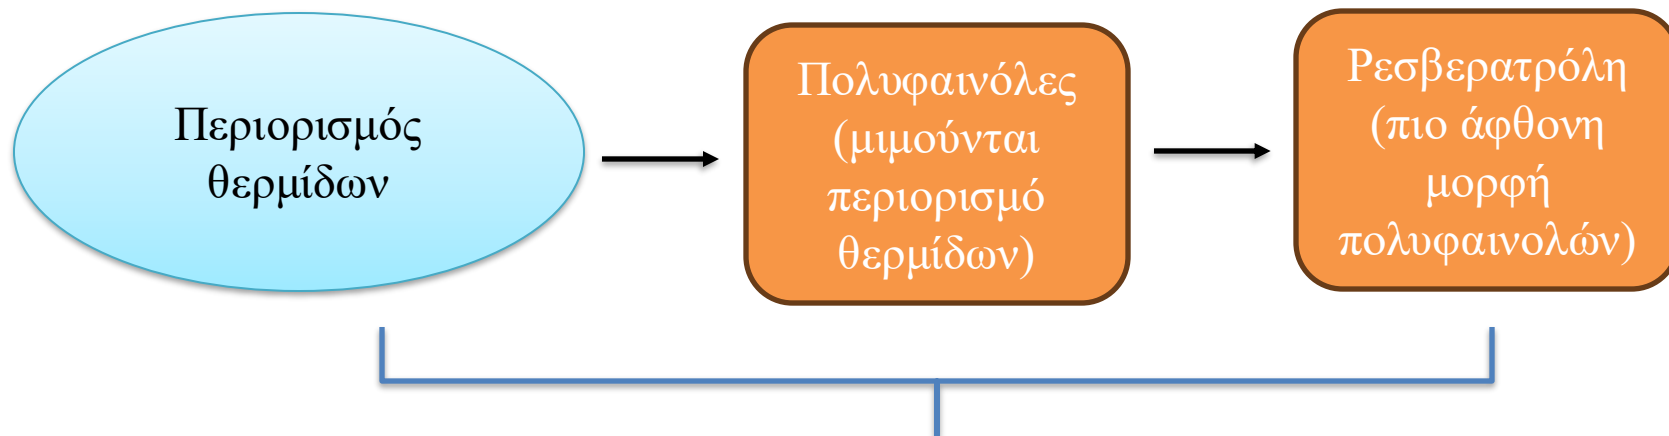 Περιορισμός
θερμίδων
Πολυφαινόλες
(μιμούνται
περιορισμό
θερμίδων)
Ρεσβερατρόλη
(πιο άφθονη
μορφή
πολυφαινολών)